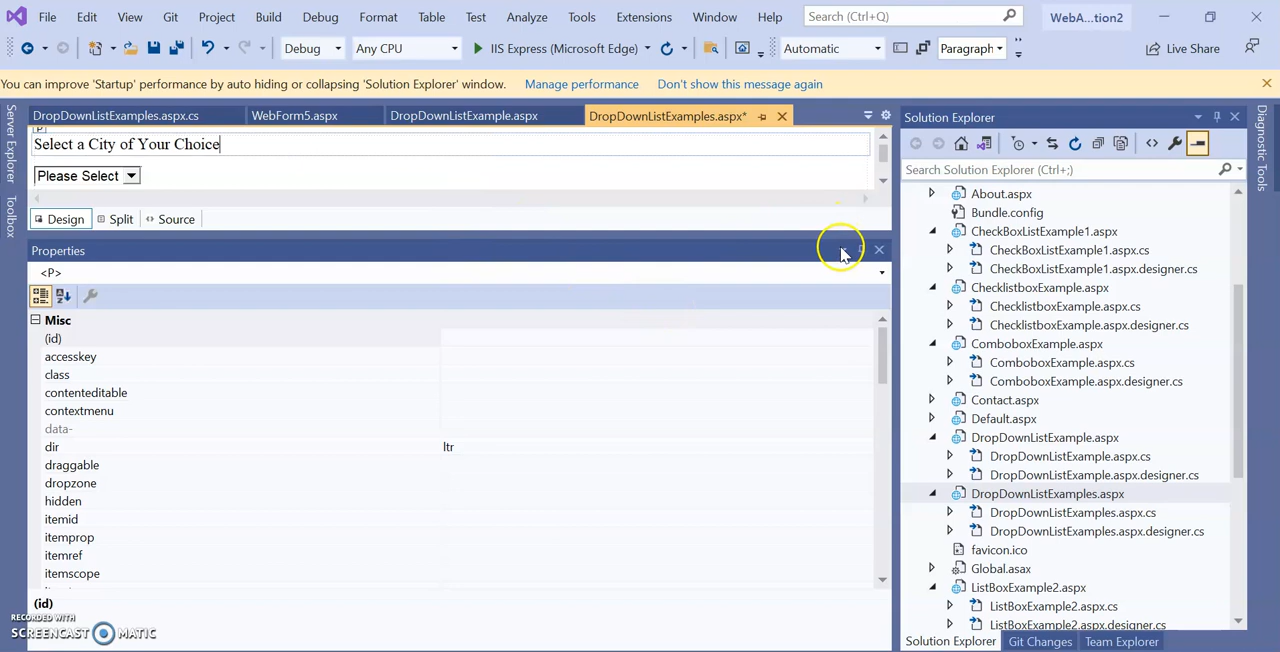 File Edit View Git Project Build Debug Format Table Test Analyze Tools Extensions Window Help Search (Ctrl+Q) WebA...tion2
Debug Any CPU IIS Express (Microsoft Edge) Automatic Paragraph Live Share
You can improve 'Startup' performance by auto hiding or collapsing 'Solution Explorer' window. Manage performance Don't show this message again
Server Explorer
Toolbox
DropDownListExamples.aspx.cs WebForm5.aspx DropDownListExample.aspx DropDownListExamples.aspx*
P
Select a City of Your Choice
Please Select
Design Split Source
Properties
<P>
Misc
(id)
accesskey
class
contenteditable
contextmenu
data-
dir ltr
draggable
dropzone
hidden
itemid
itemprop
itemref
itemscope
(id)
RECORDED WITH
SCREENCAST MATIC
Solution Explorer
Search Solution Explorer (Ctrl+;)
About.aspx
Bundle.config
CheckBoxListExample1.aspx
CheckBoxListExample1.aspx.cs
CheckBoxListExample1.aspx.designer.cs
ChecklistboxExample.aspx
ChecklistboxExample.aspx.cs
ChecklistboxExample.aspx.designer.cs
ComboboxExample.aspx
ComboboxExample.aspx.cs
ComboboxExample.aspx.designer.cs
Contact.aspx
Default.aspx
DropDownListExample.aspx
DropDownListExample.aspx.cs
DropDownListExample.aspx.designer.cs
DropDownListExamples.aspx
DropDownListExamples.aspx.cs
DropDownListExamples.aspx.designer.cs
favicon.ico
Global.asax
ListBoxExample2.aspx
ListBoxExample2.aspx.cs
ListBoxExample2.aspx.designer.cs
Solution Explorer Git Changes Team Explorer
Diagnostic Tools